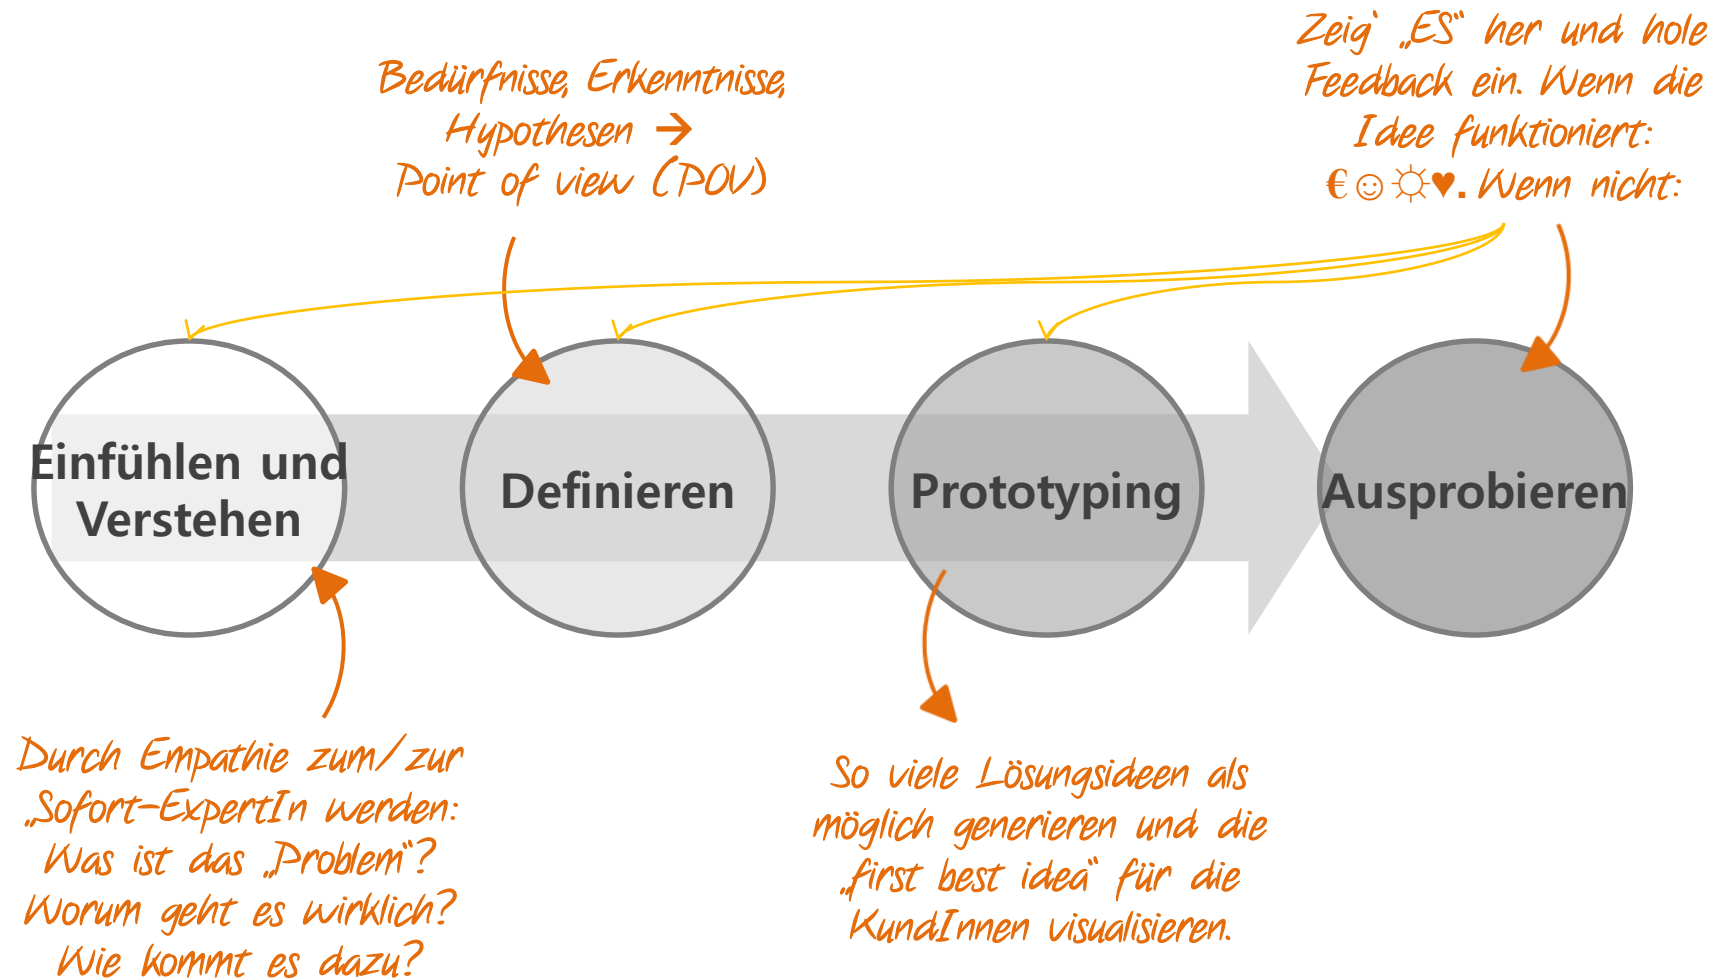 Bedürfnisse, Erkenntnisse,
Hypothesen →
Point of view (POV)
Zeig‘ „ES“ her und hole
Feedback ein. Wenn die
Idee funktioniert:
€☺☼♥. Wenn nicht:
Einfühlen und
Verstehen
Definieren
Prototyping
Ausprobieren
Durch Empathie zum/zur
„Sofort-ExpertIn werden:
Was ist das „Problem“?
Worum geht es wirklich?
Wie kommt es dazu?
So viele Lösungsideen als
möglich generieren und die
„first best idea“ für die
KundInnen visualisieren.